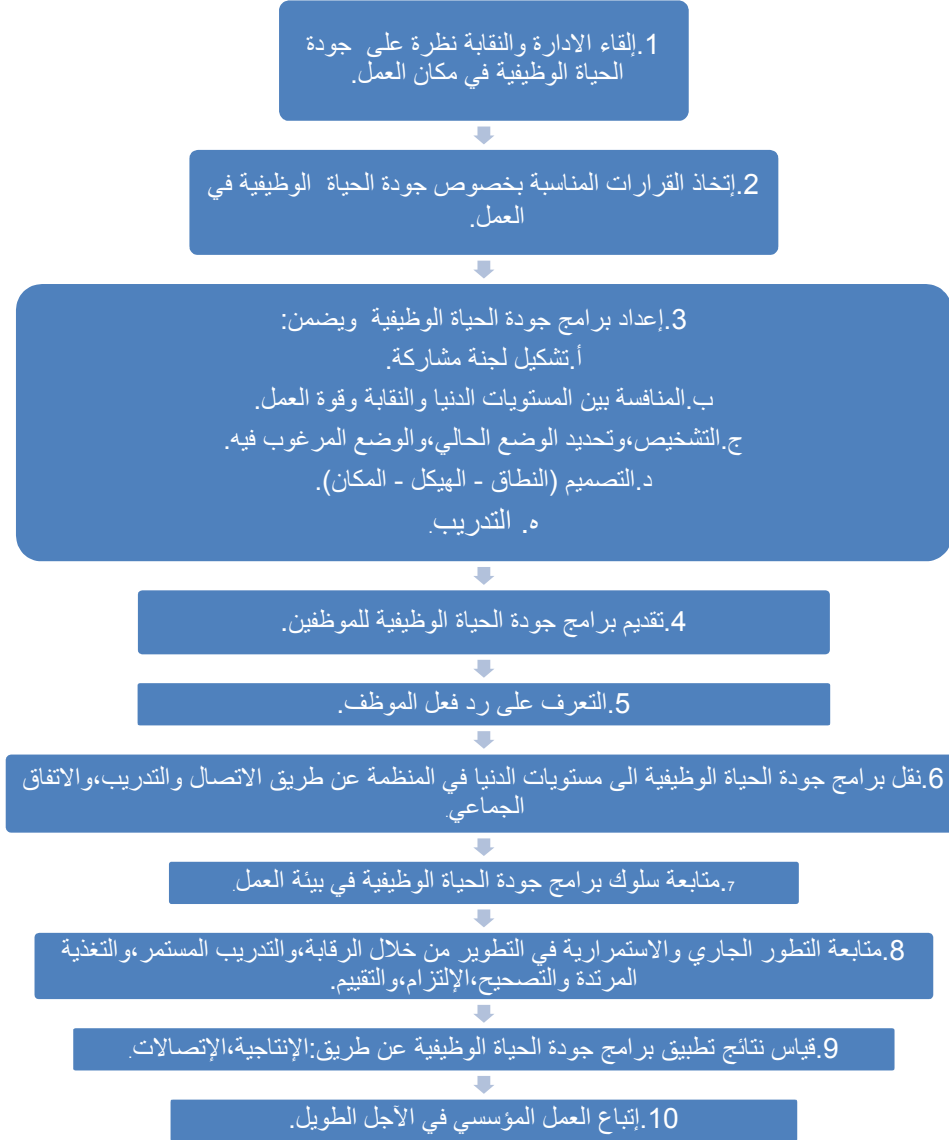 1.إلقاء الادارة والنقابة نظرة على جودة
الحياة الوظيفية في مكان العمل.
2.إتخاذ القرارات المناسبة بخصوص جودة الحياة الوظيفية في
العمل.
3.إعداد برامج جودة الحياة الوظيفية ويضمن:
أ.تشكيل لجنة مشاركة.
ب.المنافسة بين المستويات الدنيا والنقابة وقوة العمل.
ج.التشخيص،وتحديد الوضع الحالي،والوضع المرغوب فيه.
د.التصميم (النطاق - الهيكل - المكان).
ه. التدريب.
4.تقديم برامج جودة الحياة الوظيفية للموظفين.
5.التعرف على رد فعل الموظف.
6.نقل برامج جودة الحياة الوظيفية الى مستويات الدنيا في المنظمة عن طريق الاتصال والتدريب،والاتفاق
الجماعي.
7.متابعة سلوك برامج جودة الحياة الوظيفية في بيئة العمل.
8.متابعة التطور الجاري والاستمرارية في التطوير من خلال الرقابة،والتدريب المستمر،والتغذية
المرتدة والتصحيح،الإلتزام،والتقييم.
9.قياس نتائج تطبيق برامج جودة الحياة الوظيفية عن طريق:الإنتاجية،الإتصالات.
10.إتباع العمل المؤسسي في الآجل الطويل.